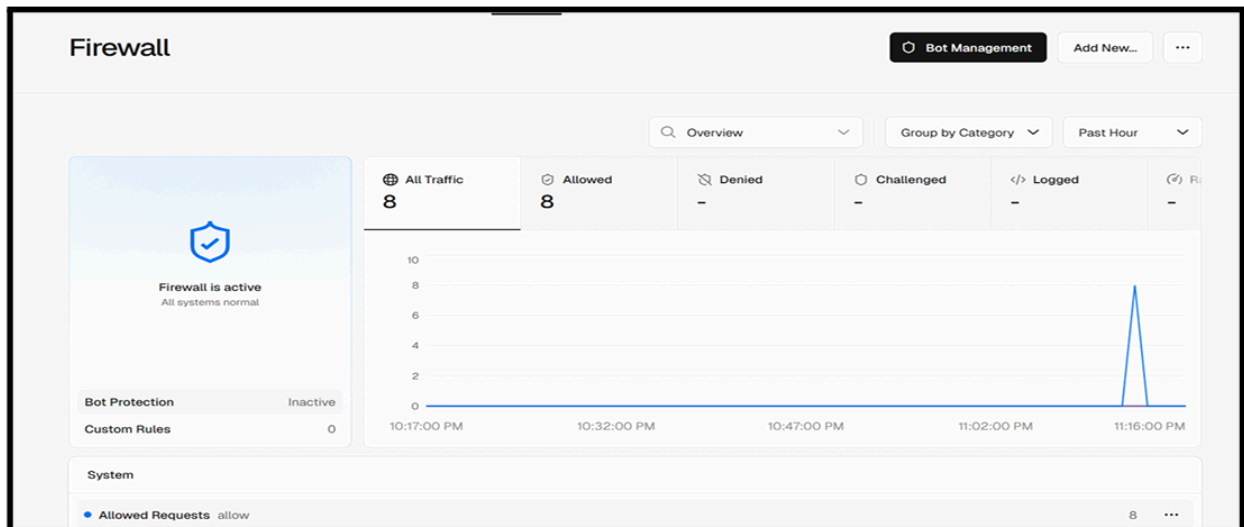 Firewall
Bot Management
Add New...
Overview
Group by Category
Past Hour
Firewall is active
All systems normal
Bot Protection Inactive
Custom Rules 0
All Traffic
8
Allowed
8
Denied
-
Challenged
-
</> Logged
-
-
10
8
6
4
2
0
10:17:00 PM 10:32:00 PM 10:47:00 PM 11:02:00 PM 11:16:00 PM
System
Allowed Requests allow 8